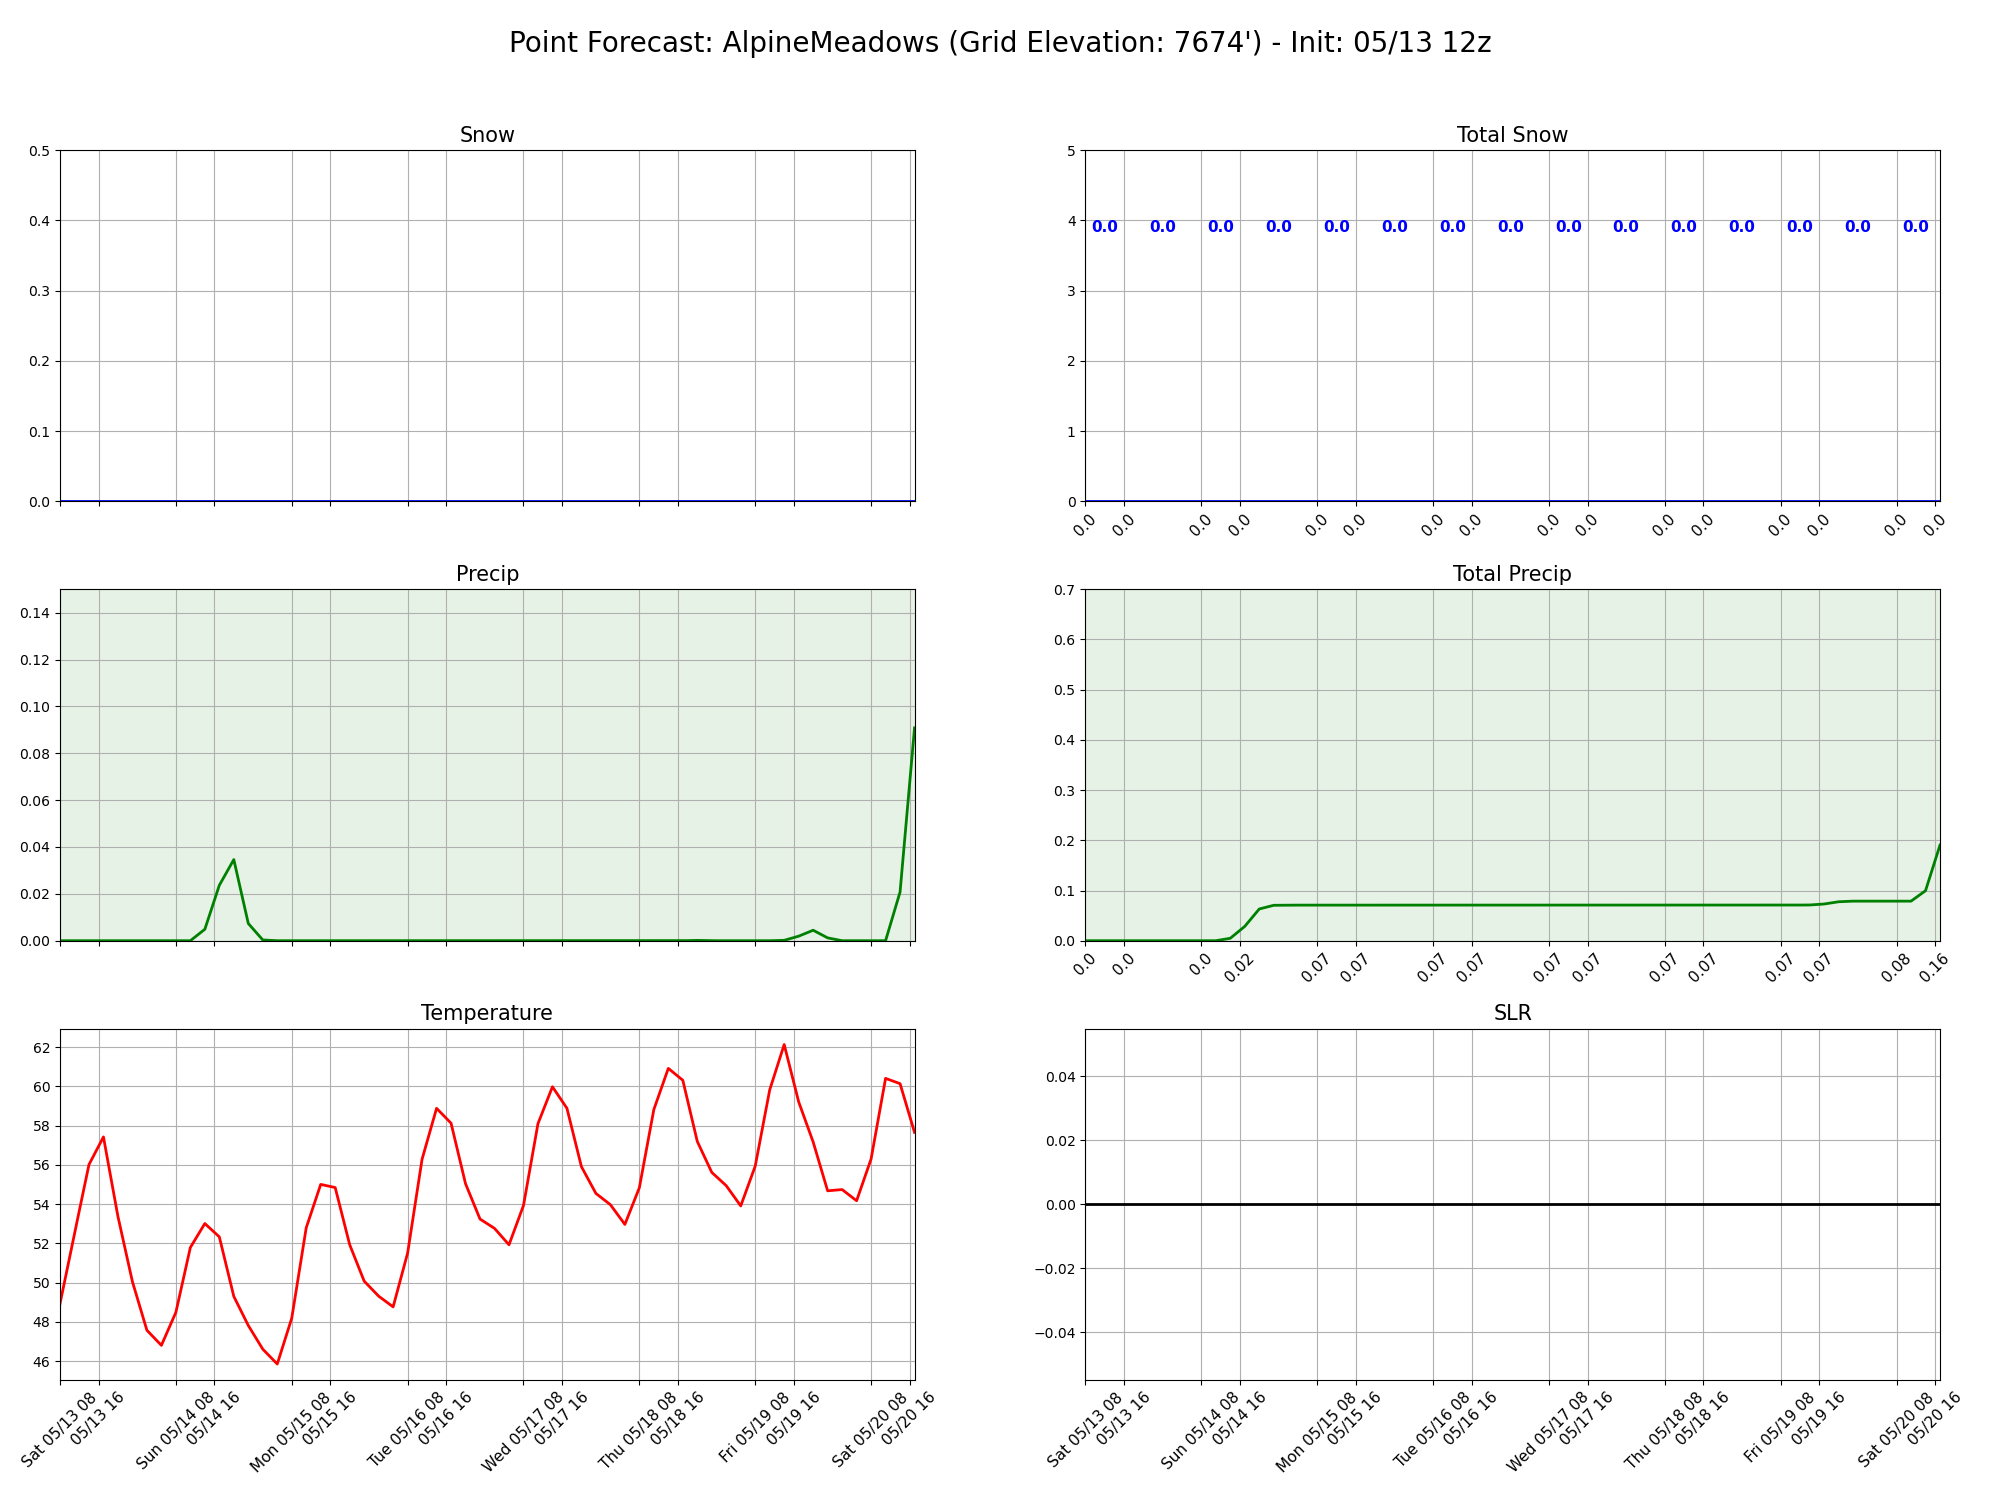 Point Forecast: AlpineMeadows (Grid Elevation: 7674') - Init: 05/13 12z
Snow
0.5
0.4
0.3
0.2
0.1
0.0
Total Snow
5
4
3
2
1
0
0.0 0.0 0.0 0.0 0.0 0.0 0.0 0.0 0.0 0.0 0.0 0.0 0.0 0.0 0.0
0.0 0.0 0.0 0.0 0.0 0.0 0.0 0.0 0.0 0.0 0.0 0.0 0.0 0.0 0.0 0.0
Precip
0.14
0.12
0.10
0.08
0.06
0.04
0.02
0.00
Total Precip
0.7
0.6
0.5
0.4
0.3
0.2
0.1
0.0
0.0 0.0 0.0 0.02 0.07 0.07 0.07 0.07 0.07 0.07 0.07 0.07 0.07 0.07 0.08 0.16
Temperature
62
60
58
56
54
52
50
48
46
Sat 05/13 08
05/13 16
Sun 05/14 08
05/14 16
Mon 05/15 08
05/15 16
Tue 05/16 08
05/16 16
Wed 05/17 08
05/17 16
Thu 05/18 08
05/18 16
Fri 05/19 08
05/19 16
Sat 05/20 08
05/20 16
SLR
0.04
0.02
0.00
−0.02
−0.04
Sat 05/13 08
05/13 16
Sun 05/14 08
05/14 16
Mon 05/15 08
05/15 16
Tue 05/16 08
05/16 16
Wed 05/17 08
05/17 16
Thu 05/18 08
05/18 16
Fri 05/19 08
05/19 16
Sat 05/20 08
05/20 16